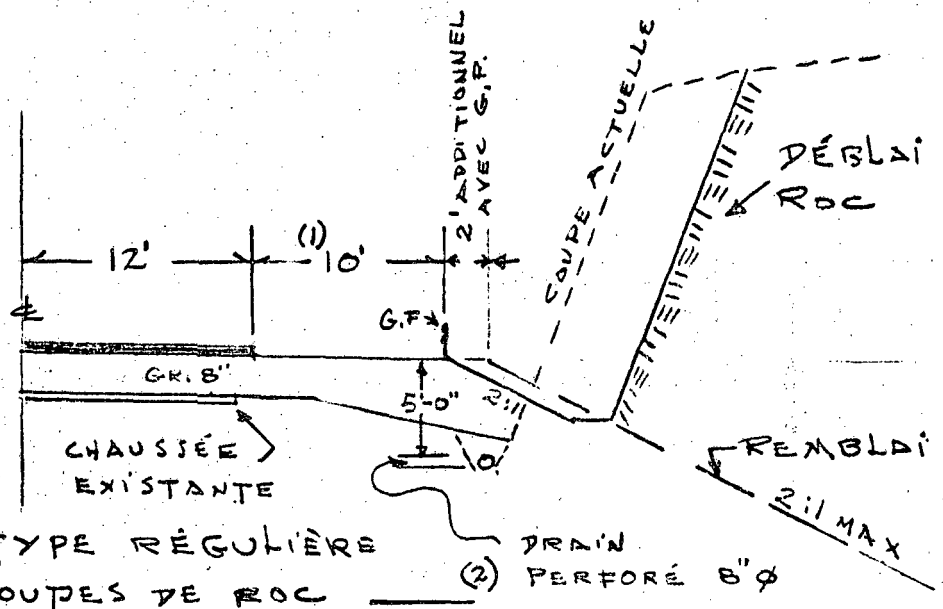 2' ADDITIONNEL
AVEC G.F.
COUPE ACTUELLE
DÉBLAI
ROC
12'
(1)
10'
℄
G.F.
GR. 8"
5'-0"
2:1
CHAUSSÉE
EXISTANTE
REMBLAI
2:1 MAX
TYPE RÉGULIÈRE
COUPES DE ROC
DRAIN
(2) PERFORÉ 8"Ø